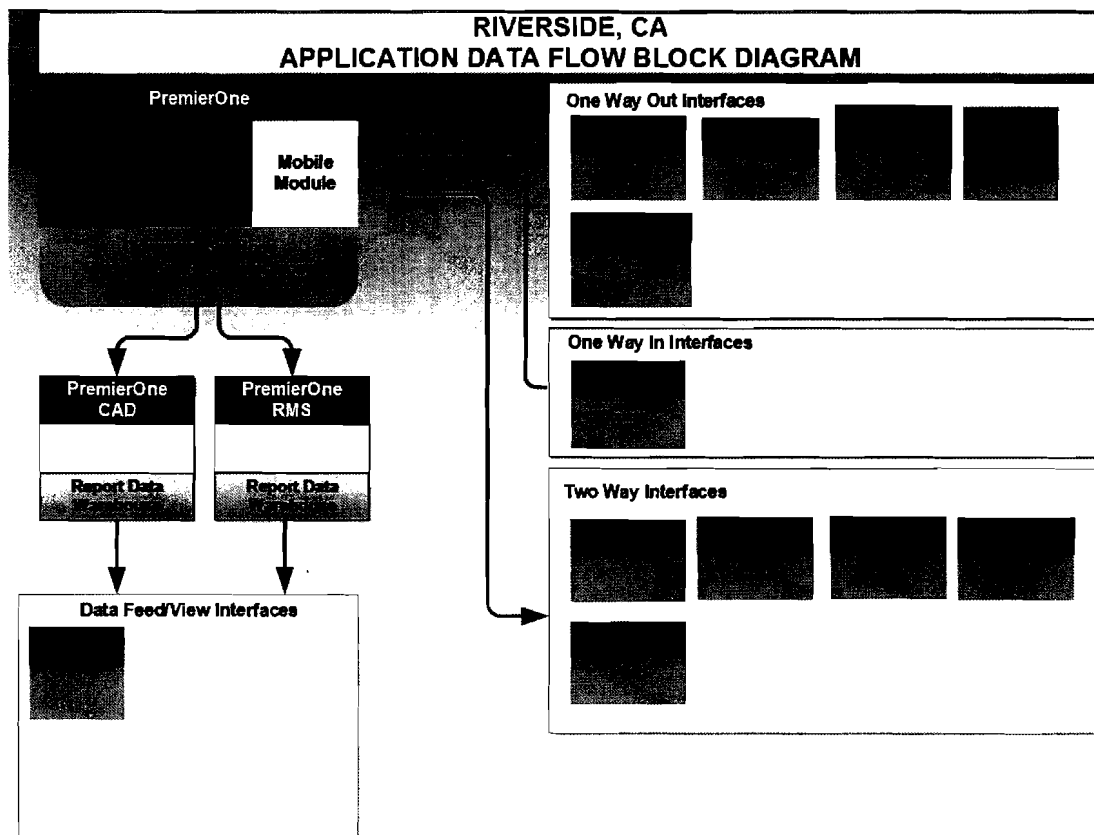 RIVERSIDE, CA
APPLICATION DATA FLOW BLOCK DIAGRAM
PremierOne
Mobile
Module
One Way Out Interfaces
One Way In Interfaces
PremierOne
CAD
PremierOne
RMS
Report Data
Report Data
Two Way Interfaces
Data Feed/View Interfaces